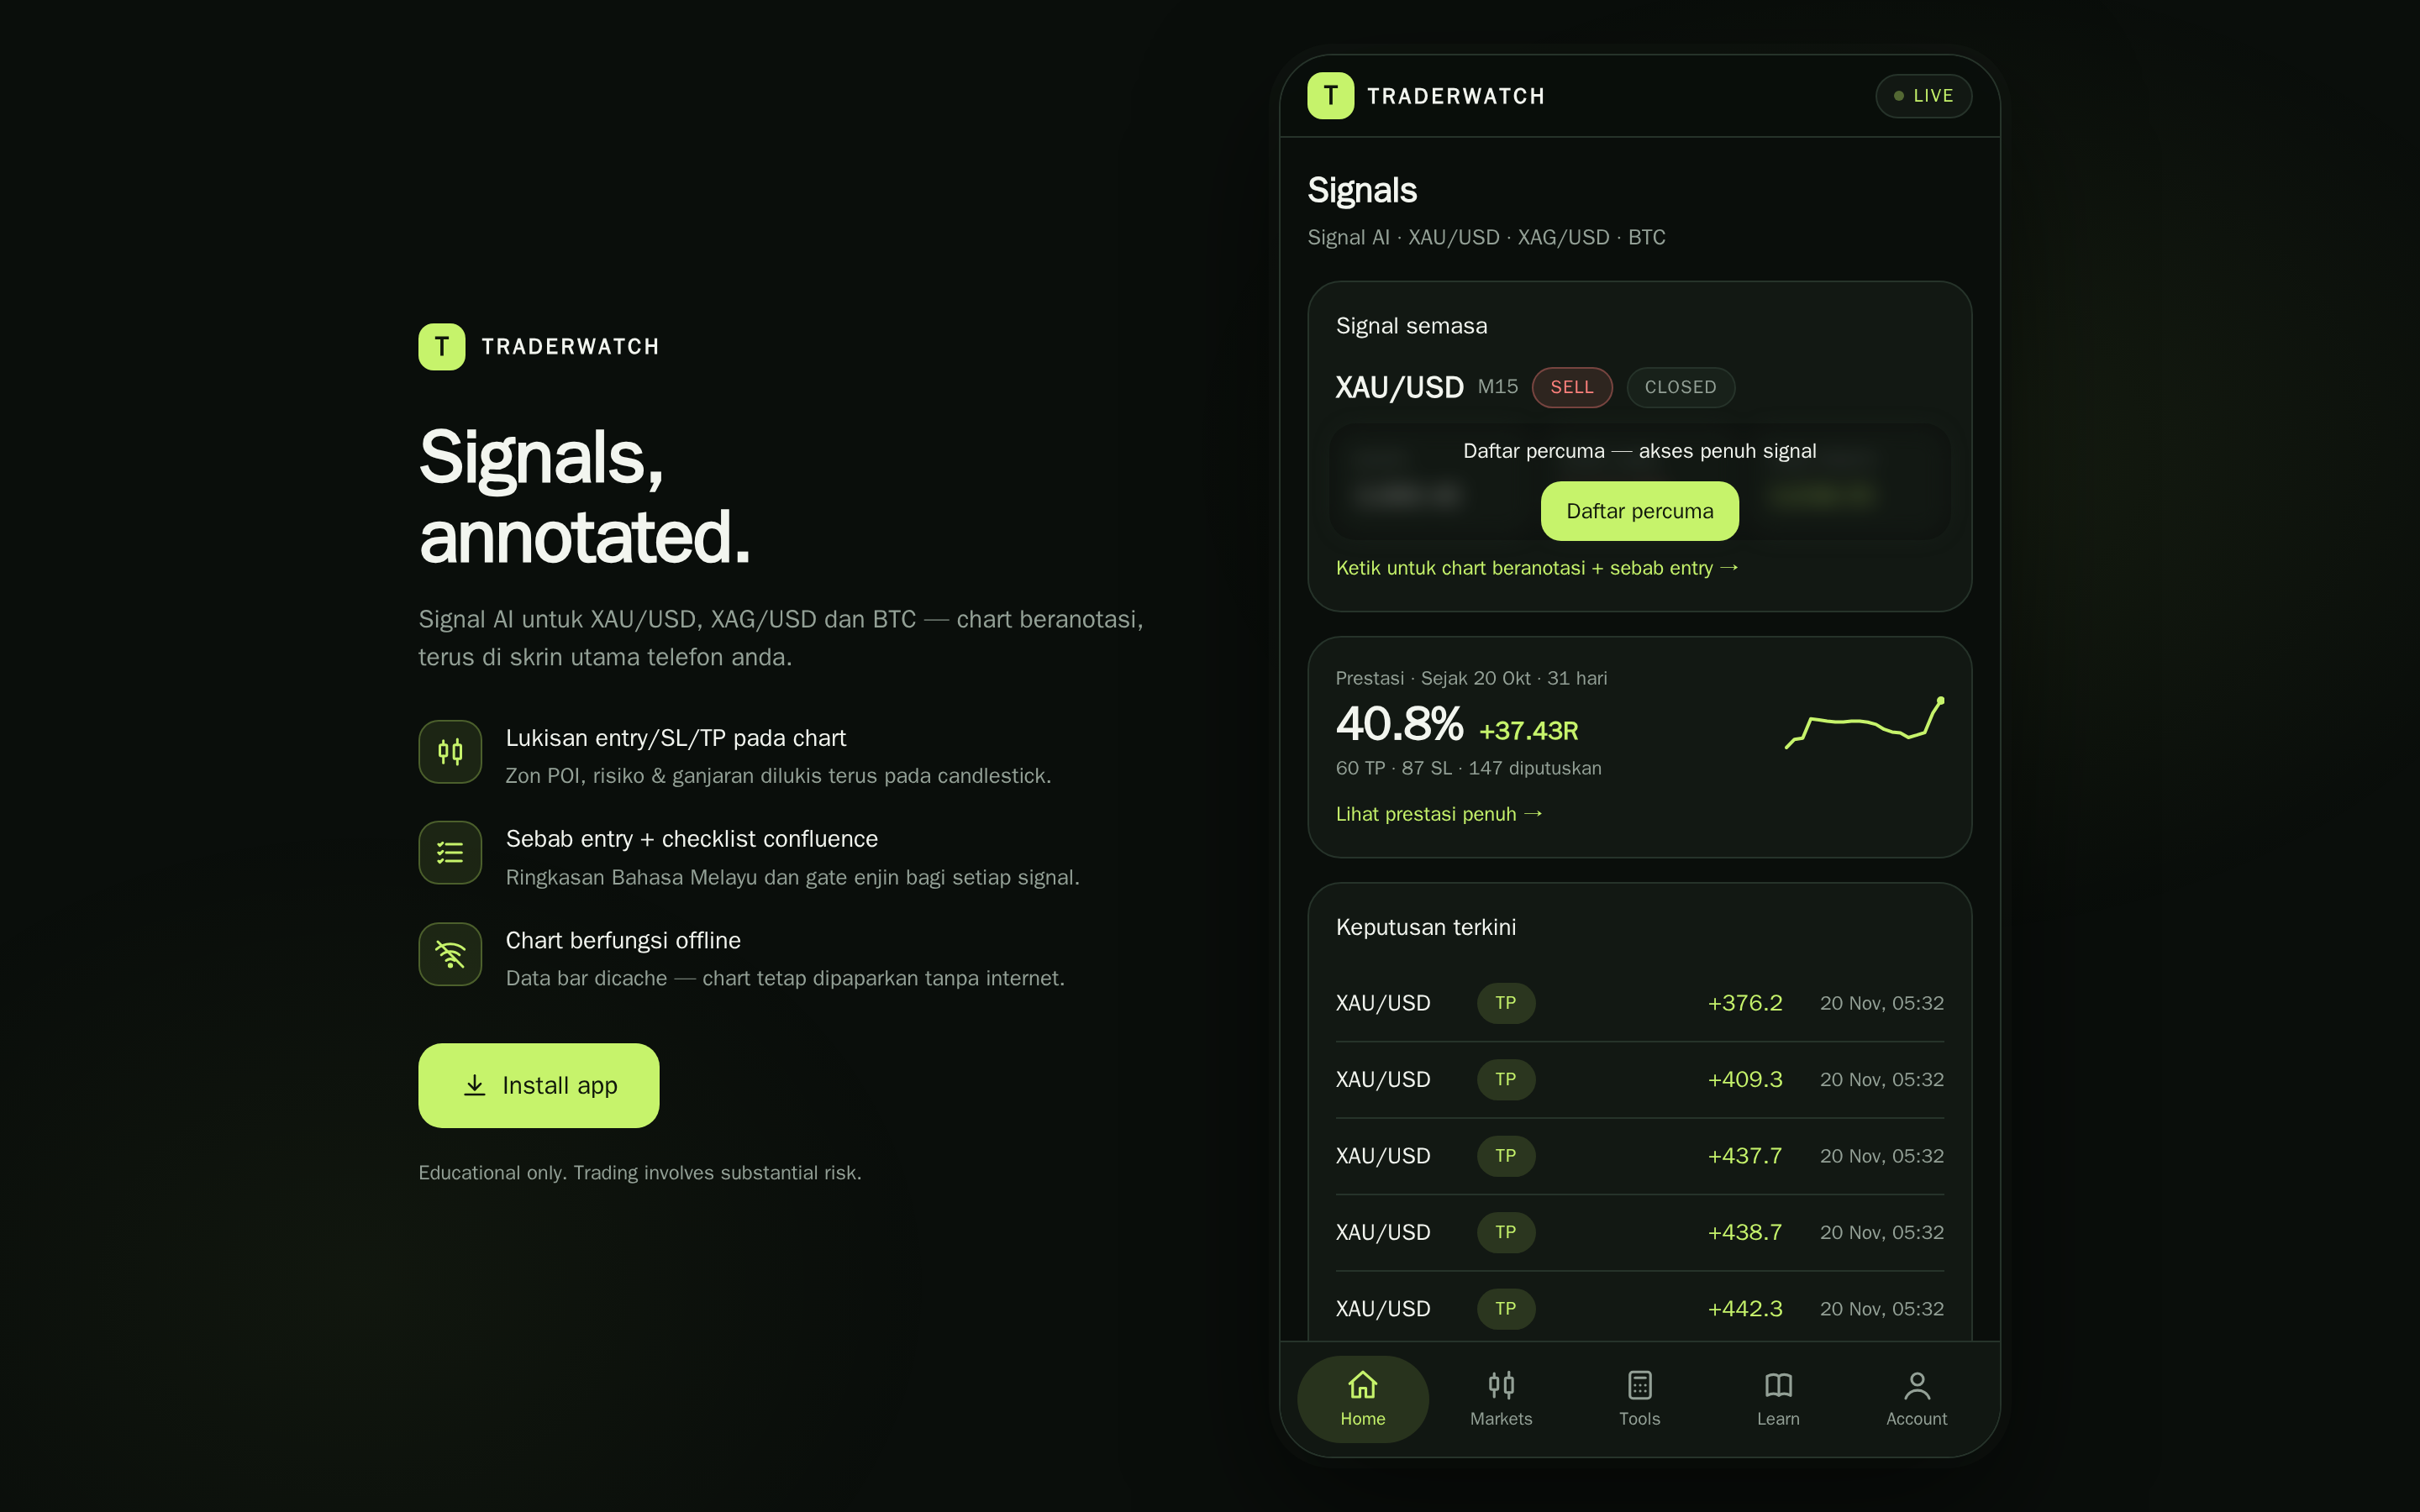 T TRADERWATCH
Signals,
annotated.
Signal AI untuk XAU/USD, XAG/USD dan BTC — chart beranotasi,
terus di skrin utama telefon anda.
Lukisan entry/SL/TP pada chart
Zon POI, risiko & ganjaran dilukis terus pada candlestick.
Sebab entry + checklist confluence
Ringkasan Bahasa Melayu dan gate enjin bagi setiap signal.
Chart berfungsi offline
Data bar dicache — chart tetap dipaparkan tanpa internet.
Install app
Educational only. Trading involves substantial risk.
T TRADERWATCH LIVE
Signals
Signal AI · XAU/USD · XAG/USD · BTC
Signal semasa
XAU/USD M15 SELL CLOSED
Daftar percuma — akses penuh signal
Daftar percuma
Ketik untuk chart beranotasi + sebab entry →
Prestasi · Sejak 20 Okt · 31 hari
40.8% +37.43R
60 TP · 87 SL · 147 diputuskan
Lihat prestasi penuh →
Keputusan terkini
XAU/USD TP +376.2 20 Nov, 05:32
XAU/USD TP +409.3 20 Nov, 05:32
XAU/USD TP +437.7 20 Nov, 05:32
XAU/USD TP +438.7 20 Nov, 05:32
XAU/USD TP +442.3 20 Nov, 05:32
Home Markets Tools Learn Account